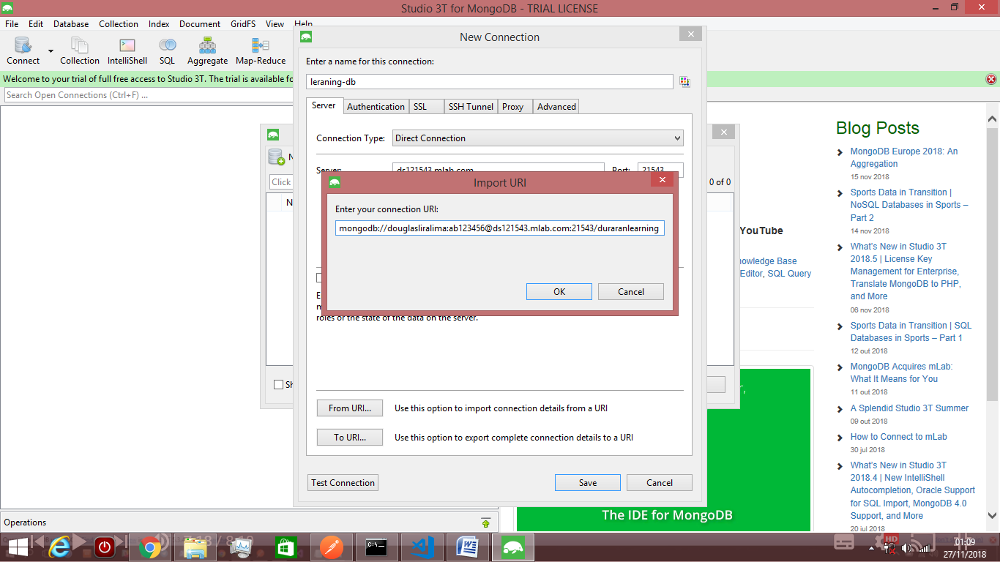 Studio 3T for MongoDB - TRIAL LICENSE
File Edit Database Collection Index Document GridFS View Help
Connect Collection IntelliShell SQL Aggregate Map-Reduce
Welcome to your trial of full free access to Studio 3T. The trial is available fo
Search Open Connections (Ctrl+F) ...
New Connection
Enter a name for this connection:
leraning-db
Server Authentication SSL SSH Tunnel Proxy Advanced
Connection Type: Direct Connection
Server: ds121543.mlab.com Port: 21543
N
Click
0 of 0
N
Import URI
Enter your connection URI:
mongodb://douglasliralima:ab123456@ds121543.mlab.com:21543/duraranlearning
OK Cancel
roles or the state of the data on the server.
Sh
From URI... Use this option to import connection details from a URI
To URI... Use this option to export complete connection details to a URI
Test Connection Save Cancel
YouTube
nowledge Base
Editor, SQL Query
The IDE for MongoDB
Blog Posts
MongoDB Europe 2018: An
Aggregation
15 nov 2018
Sports Data in Transition |
NoSQL Databases in Sports –
Part 2
14 nov 2018
What's New in Studio 3T
2018.5 | License Key
Management for Enterprise,
Translate MongoDB to PHP,
and More
06 nov 2018
Sports Data in Transition | SQL
Databases in Sports – Part 1
12 out 2018
MongoDB Acquires mLab:
What It Means for You
11 out 2018
A Splendid Studio 3T Summer
09 out 2018
How to Connect to mLab
30 jul 2018
What's New in Studio 3T
2018.4 | New IntelliShell
Autocompletion, Oracle Support
for SQL Import, MongoDB 4.0
Support, and More
20 jul 2018
Operations
HD
01:09
27/11/2018